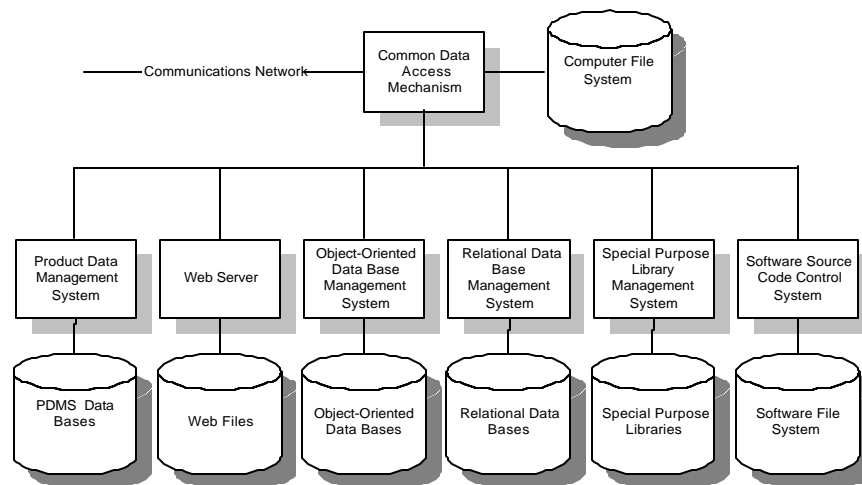 Communications Network
Common Data
Access
Mechanism
Computer File
System
Product Data
Management
System
Web Server
Object-Oriented
Data Base
Management
System
Relational Data
Base
Management
System
Special Purpose
Library
Management
System
Software Source
Code Control
System
PDMS Data
Bases
Web Files
Object-Oriented
Data Bases
Relational Data
Bases
Special Purpose
Libraries
Software File
System